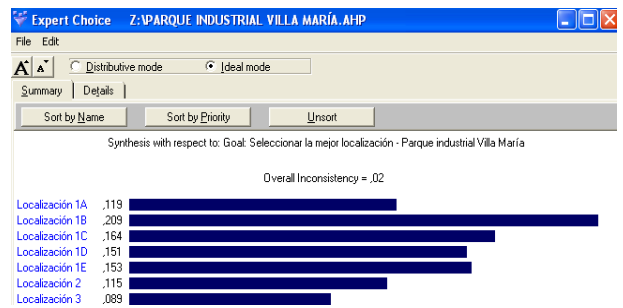 Expert Choice Z:\PARQUE INDUSTRIAL VILLA MARÍA.AHP
File Edit
A A Distributive mode Ideal mode
Summary Details
Sort by Name Sort by Priority Unsort
Synthesis with respect to: Goal: Seleccionar la mejor localización - Parque industrial Villa María
Overall Inconsistency = ,02
Localización 1A ,119
Localización 1B ,209
Localización 1C ,164
Localización 1D ,151
Localización 1E ,153
Localización 2 ,115
Localización 3 ,089